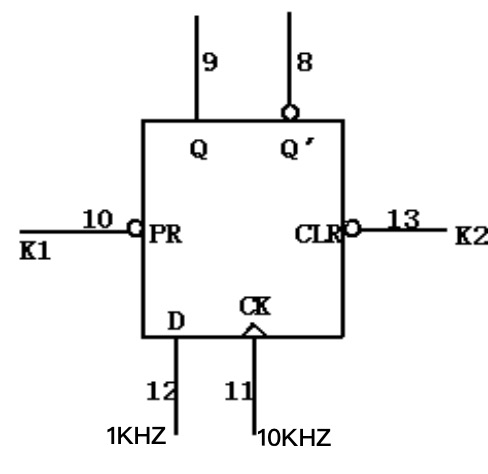 9 8
Q Q′
10 PR CLR 13
K1 K2
D CK
12 11
1KHZ 10KHZ